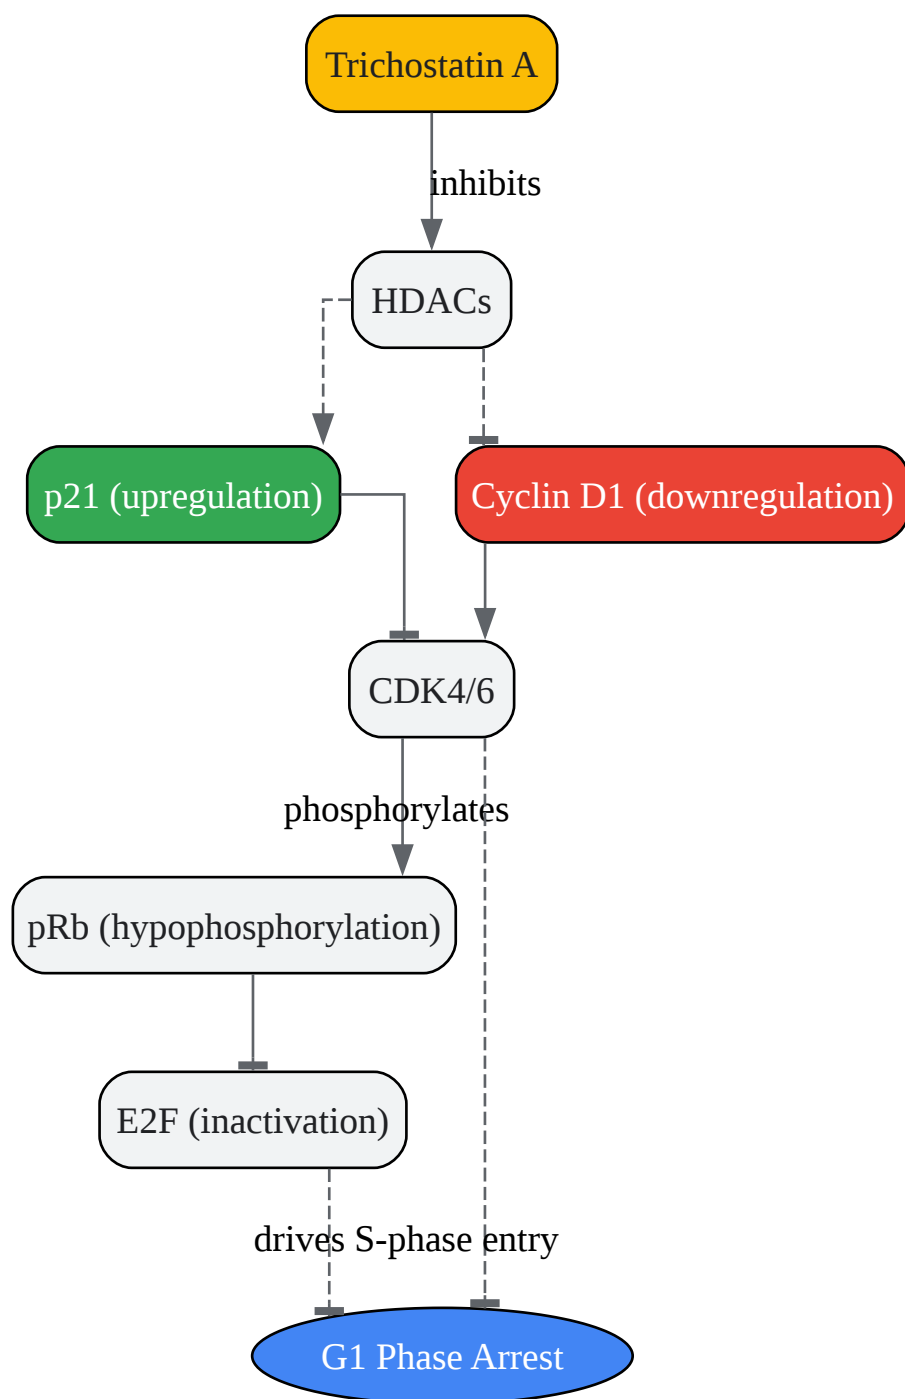 Trichostatin A
inhibits
HDACs
p21 (upregulation)
Cyclin D1 (downregulation)
CDK4/6
phosphorylates
pRb (hypophosphorylation)
E2F (inactivation)
drives S-phase entry
G1 Phase Arrest